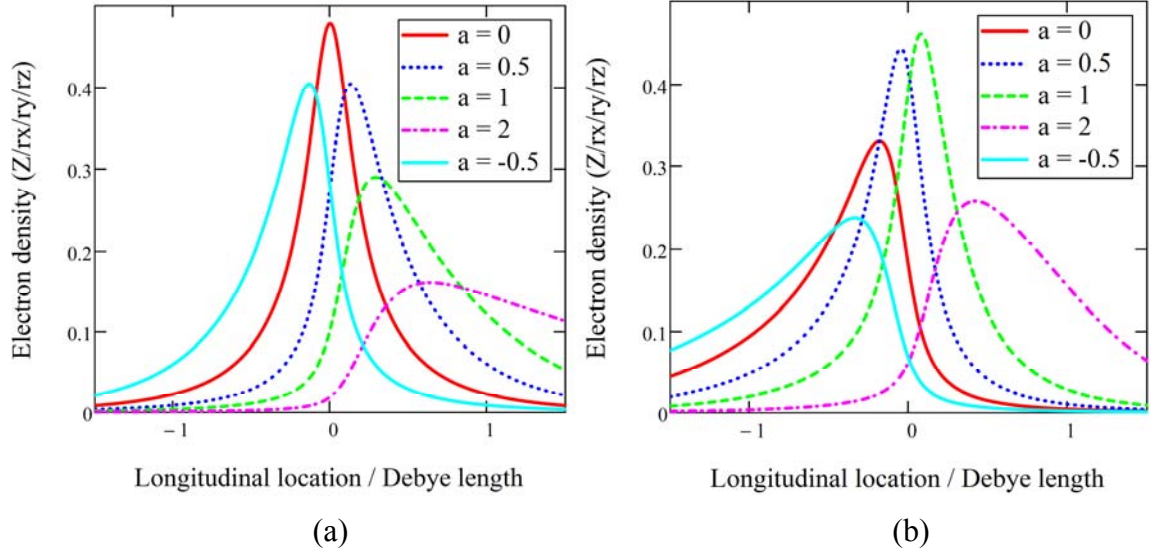 Electron density (Z/rx/ry/rz)
0.4
0.3
0.2
0.1
0
−1
0
1
a = 0
a = 0.5
a = 1
a = 2
a = -0.5
Longitudinal location / Debye length
(a)
Electron density (Z/rx/ry/rz)
0.4
0.3
0.2
0.1
0
−1
0
1
a = 0
a = 0.5
a = 1
a = 2
a = -0.5
Longitudinal location / Debye length
(b)